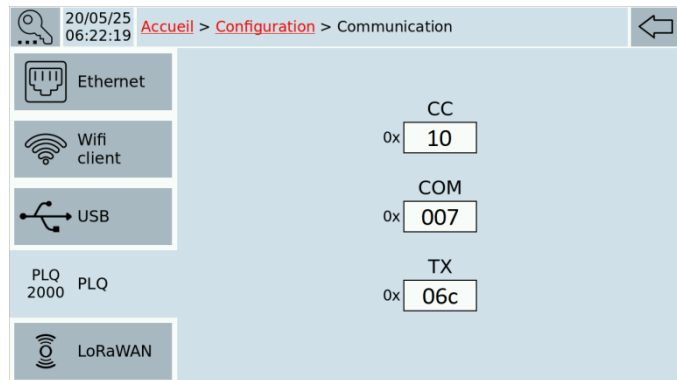 20/05/25
06:22:19
Accueil > Configuration > Communication
Ethernet
Wifi
client
USB
PLQ
2000
PLQ
LoRaWAN
CC
0x 10
COM
0x 007
TX
0x 06c